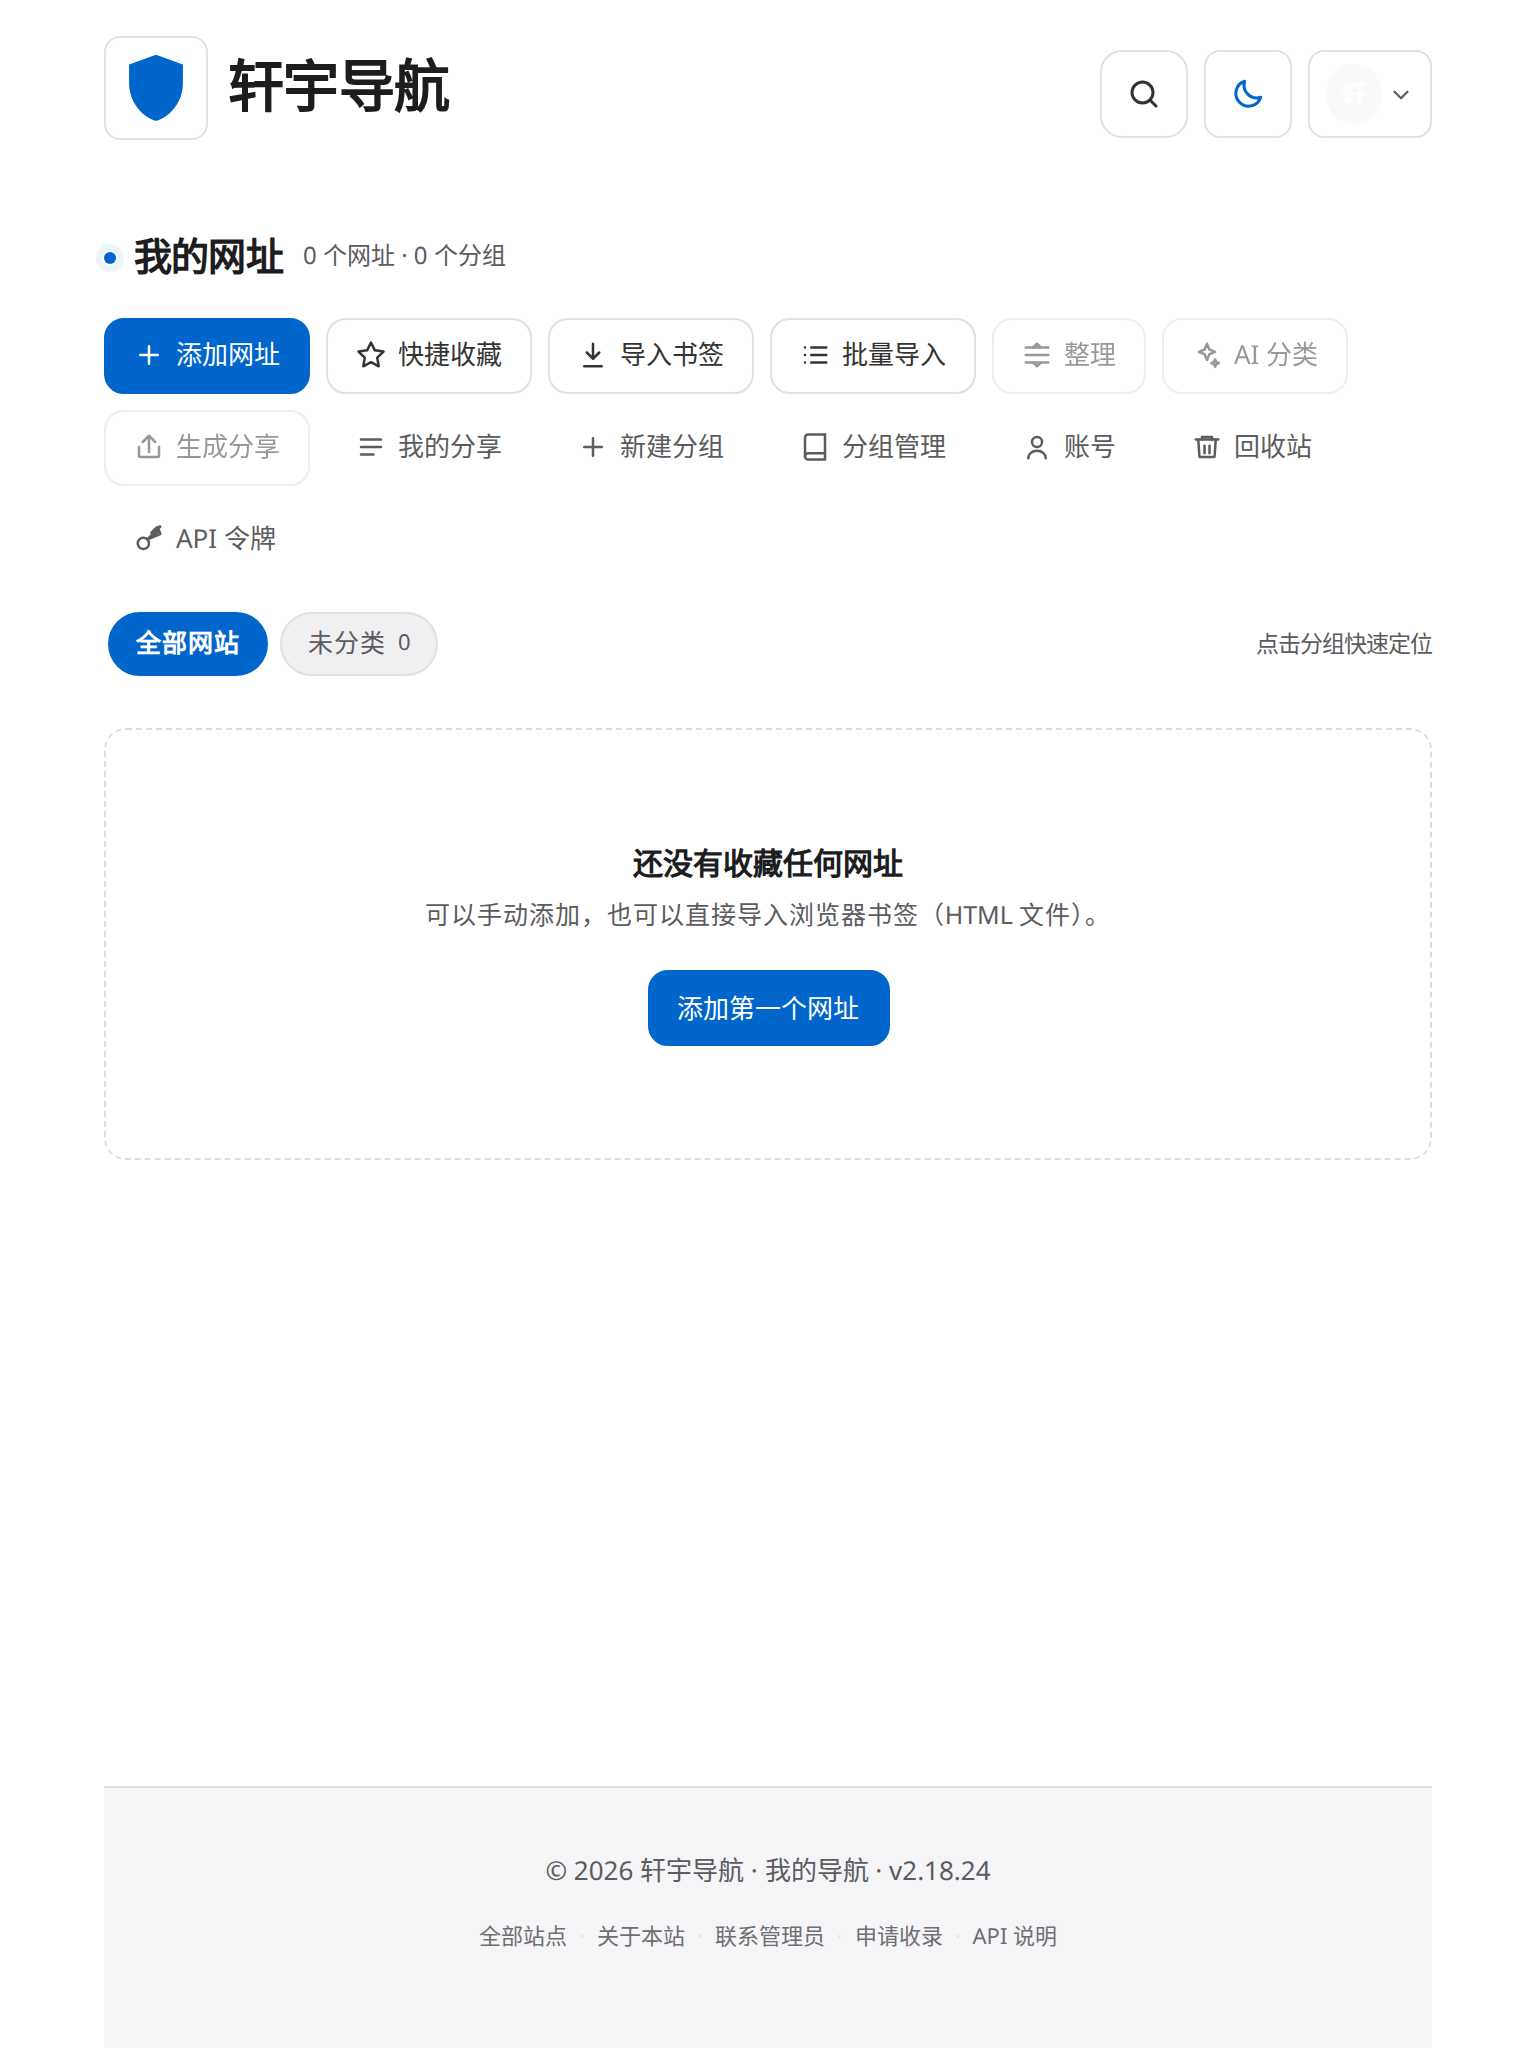 轩宇导航
轩
我的网址 0 个网址 · 0 个分组
添加网址 快捷收藏 导入书签 批量导入 整理 AI 分类
生成分享 我的分享 新建分组 分组管理 账号 回收站
API 令牌
全部网站 未分类 0 点击分组快速定位
还没有收藏任何网址
可以手动添加，也可以直接导入浏览器书签（HTML 文件）。
添加第一个网址
© 2026 轩宇导航 · 我的导航 · v2.18.24
全部站点 · 关于本站 · 联系管理员 · 申请收录 · API 说明